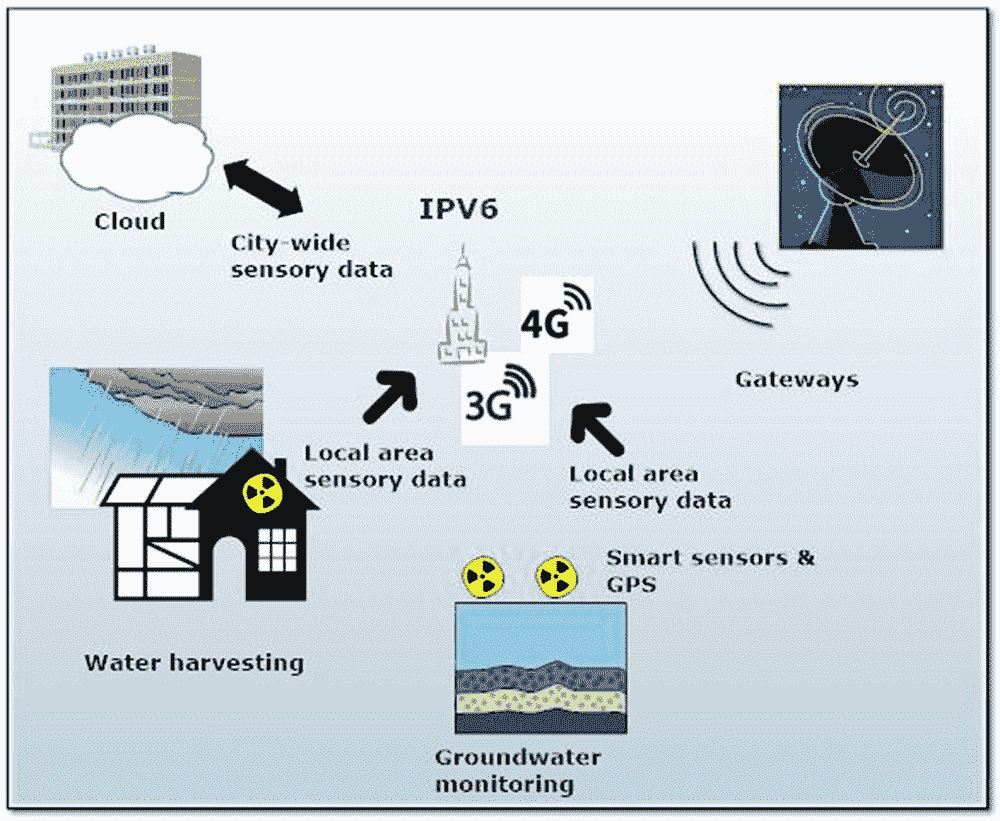 Cloud
City-wide
sensory data
IPV6
4G
3G
Gateways
Local area
sensory data
Local area
sensory data
Smart sensors &
GPS
Water harvesting
Groundwater
monitoring